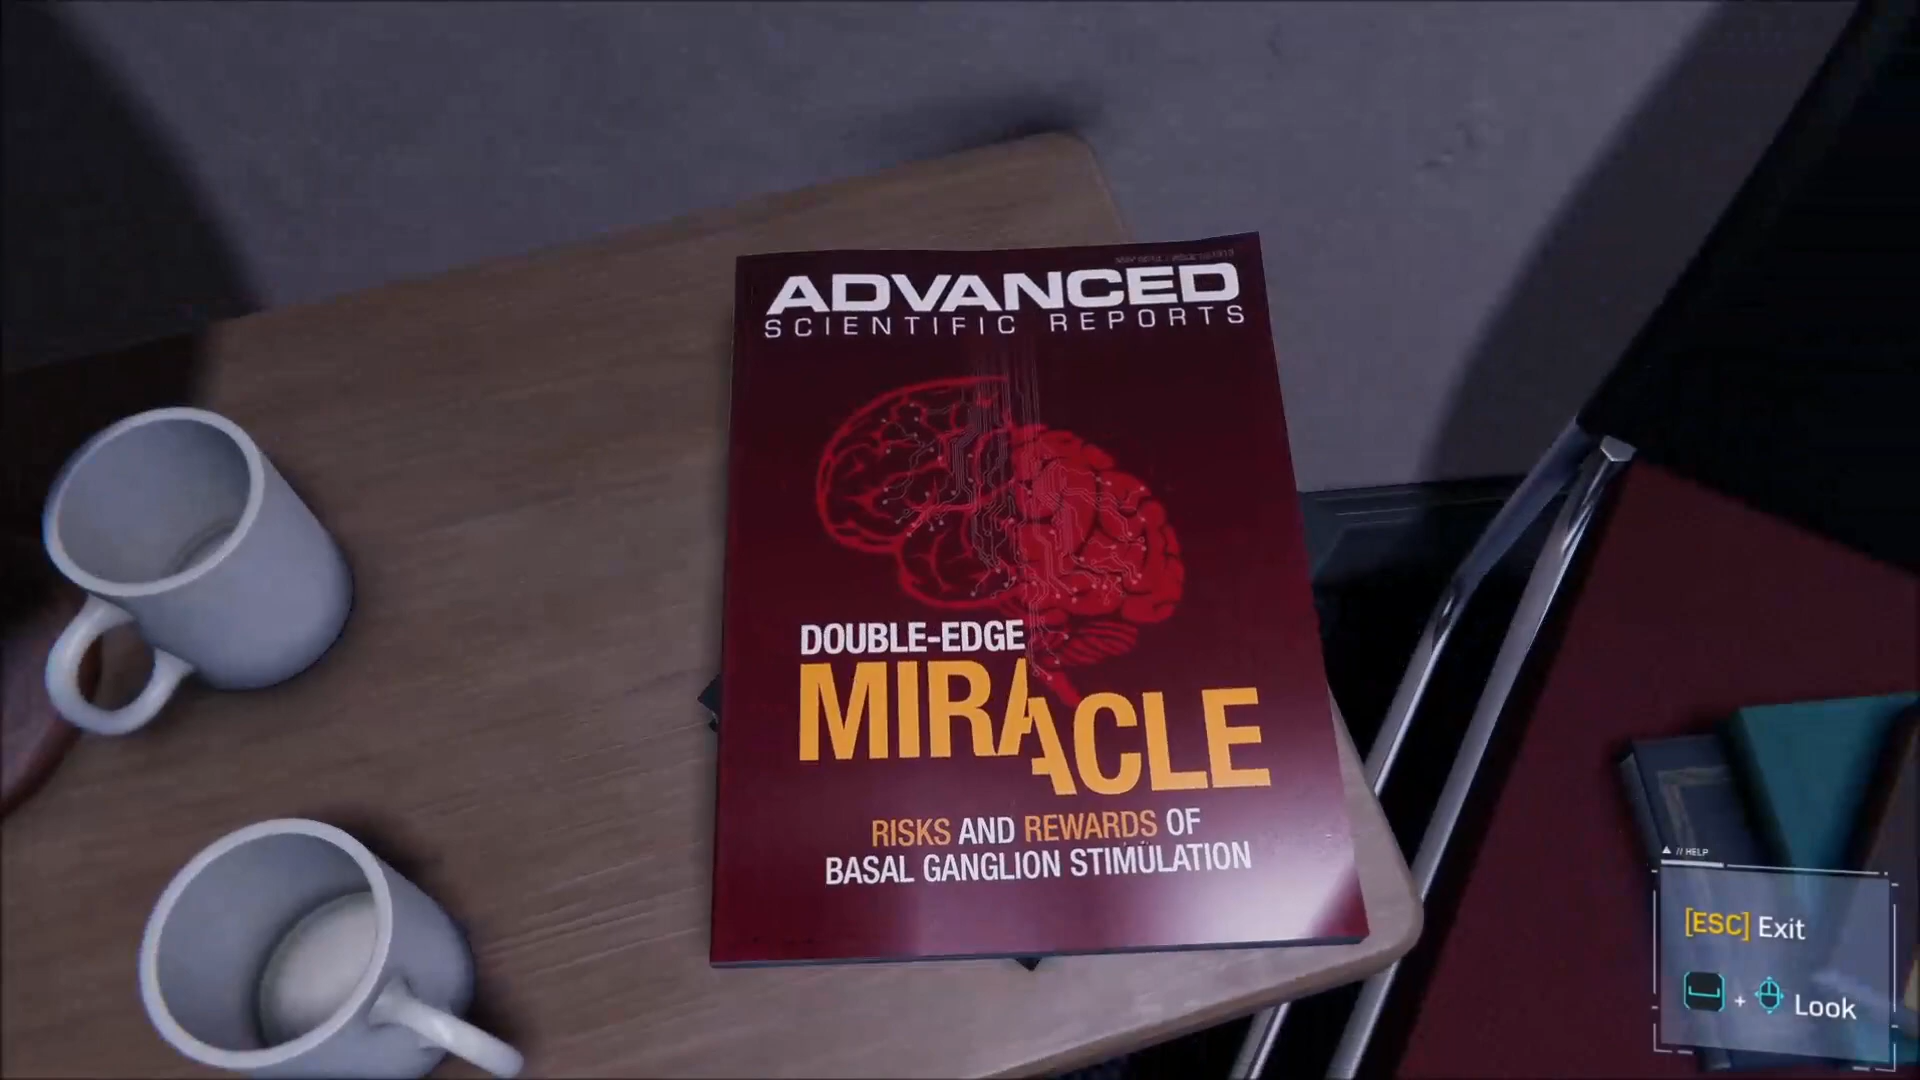 ADVANCED
SCIENTIFIC REPORTS
DOUBLE-EDGE
MIRACLE
RISKS AND REWARDS OF
BASAL GANGLION STIMULATION
// HELP
[ESC] Exit
+ Look